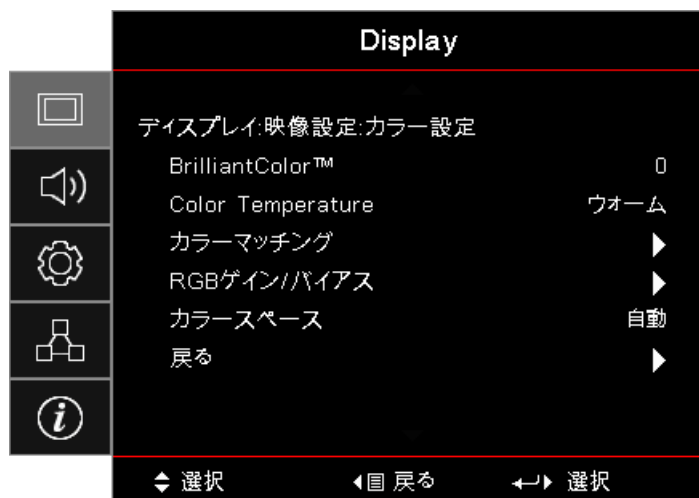 Display
ディスプレイ:映像設定:カラー設定
BrilliantColor™ 0
Color Temperature ウォーム
カラーマッチング
RGBゲイン//バイアス
カラースペース 自動
戻る
選択 戻る 選択